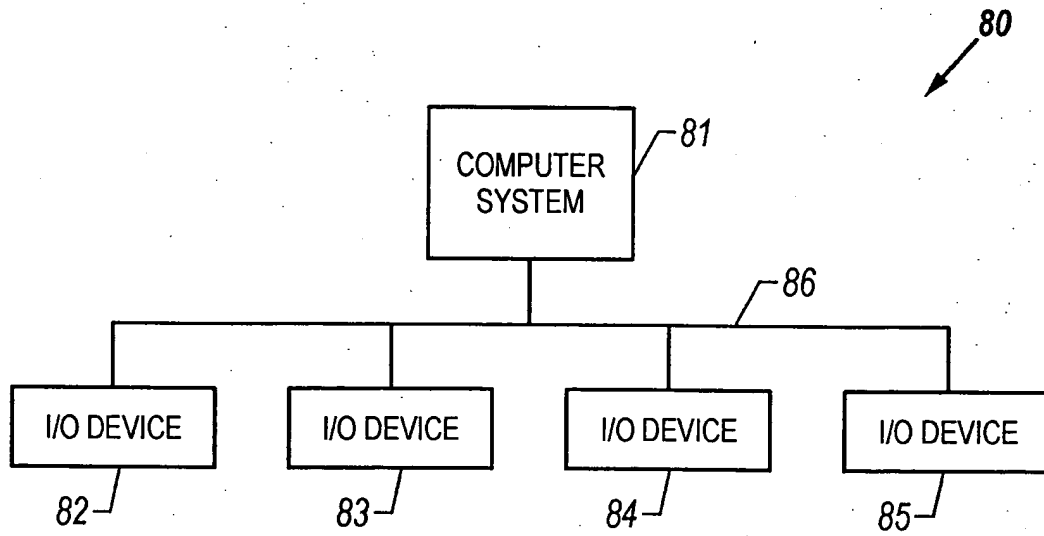 80
COMPUTER
SYSTEM
81
86
I/O DEVICE
I/O DEVICE
I/O DEVICE
I/O DEVICE
82
83
84
85